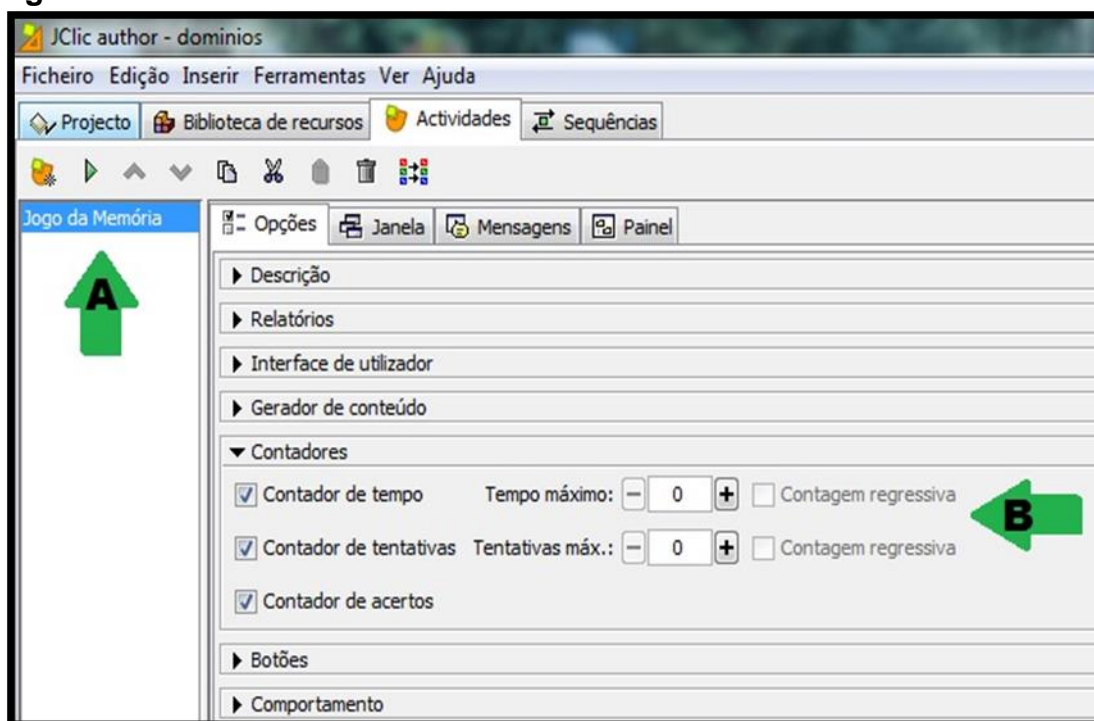 JClic author - dominios
Ficheiro Edição Inserir Ferramentas Ver Ajuda
Projecto Biblioteca de recursos Actividades Sequências
Jogo da Memória
Opções Janela Mensagens Painel
A
Descrição
Relatórios
Interface de utilizador
Gerador de conteúdo
Contadores
Contador de tempo Tempo máximo: 0 Contagem regressiva
B
Contador de tentativas Tentativas máx.: 0 Contagem regressiva
Contador de acertos
Botões
Comportamento